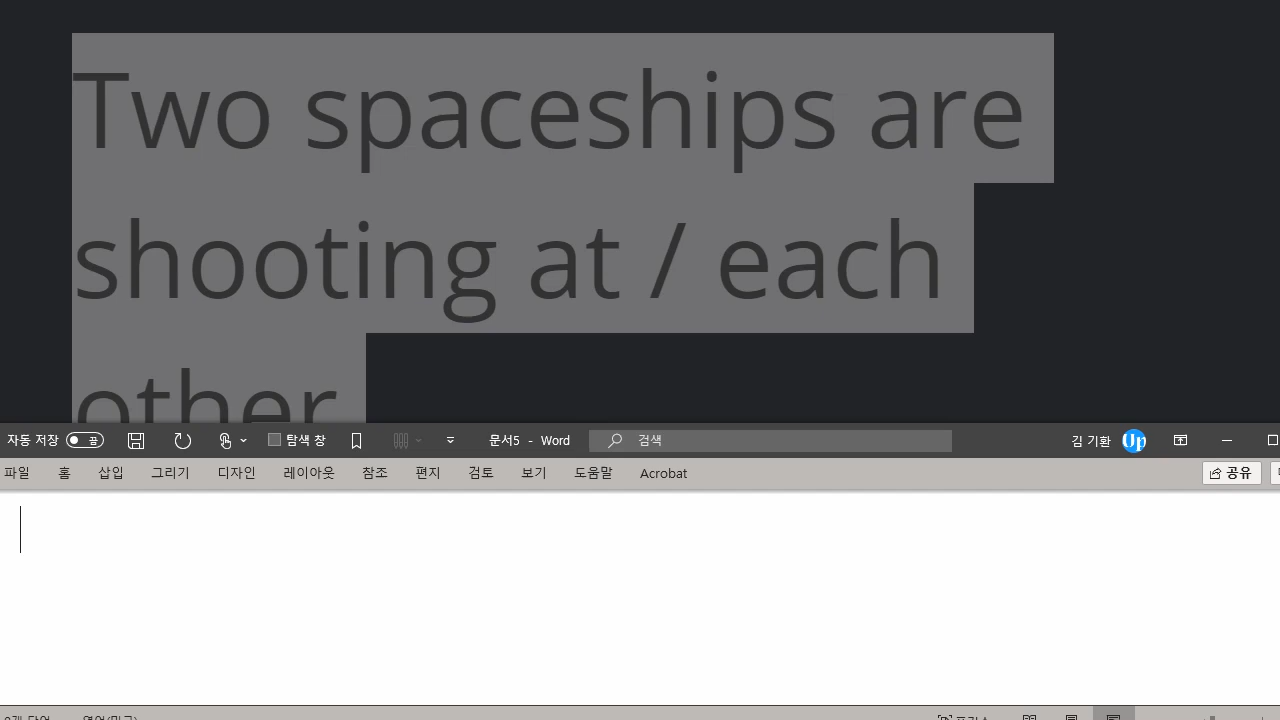 Two spaceships are
shooting at / each
other
자동 저장 끔 탐색 창 문서5 - Word 검색 김 기환 Up
파일 홈 삽입 그리기 디자인 레이아웃 참조 편지 검토 보기 도움말 Acrobat 공유